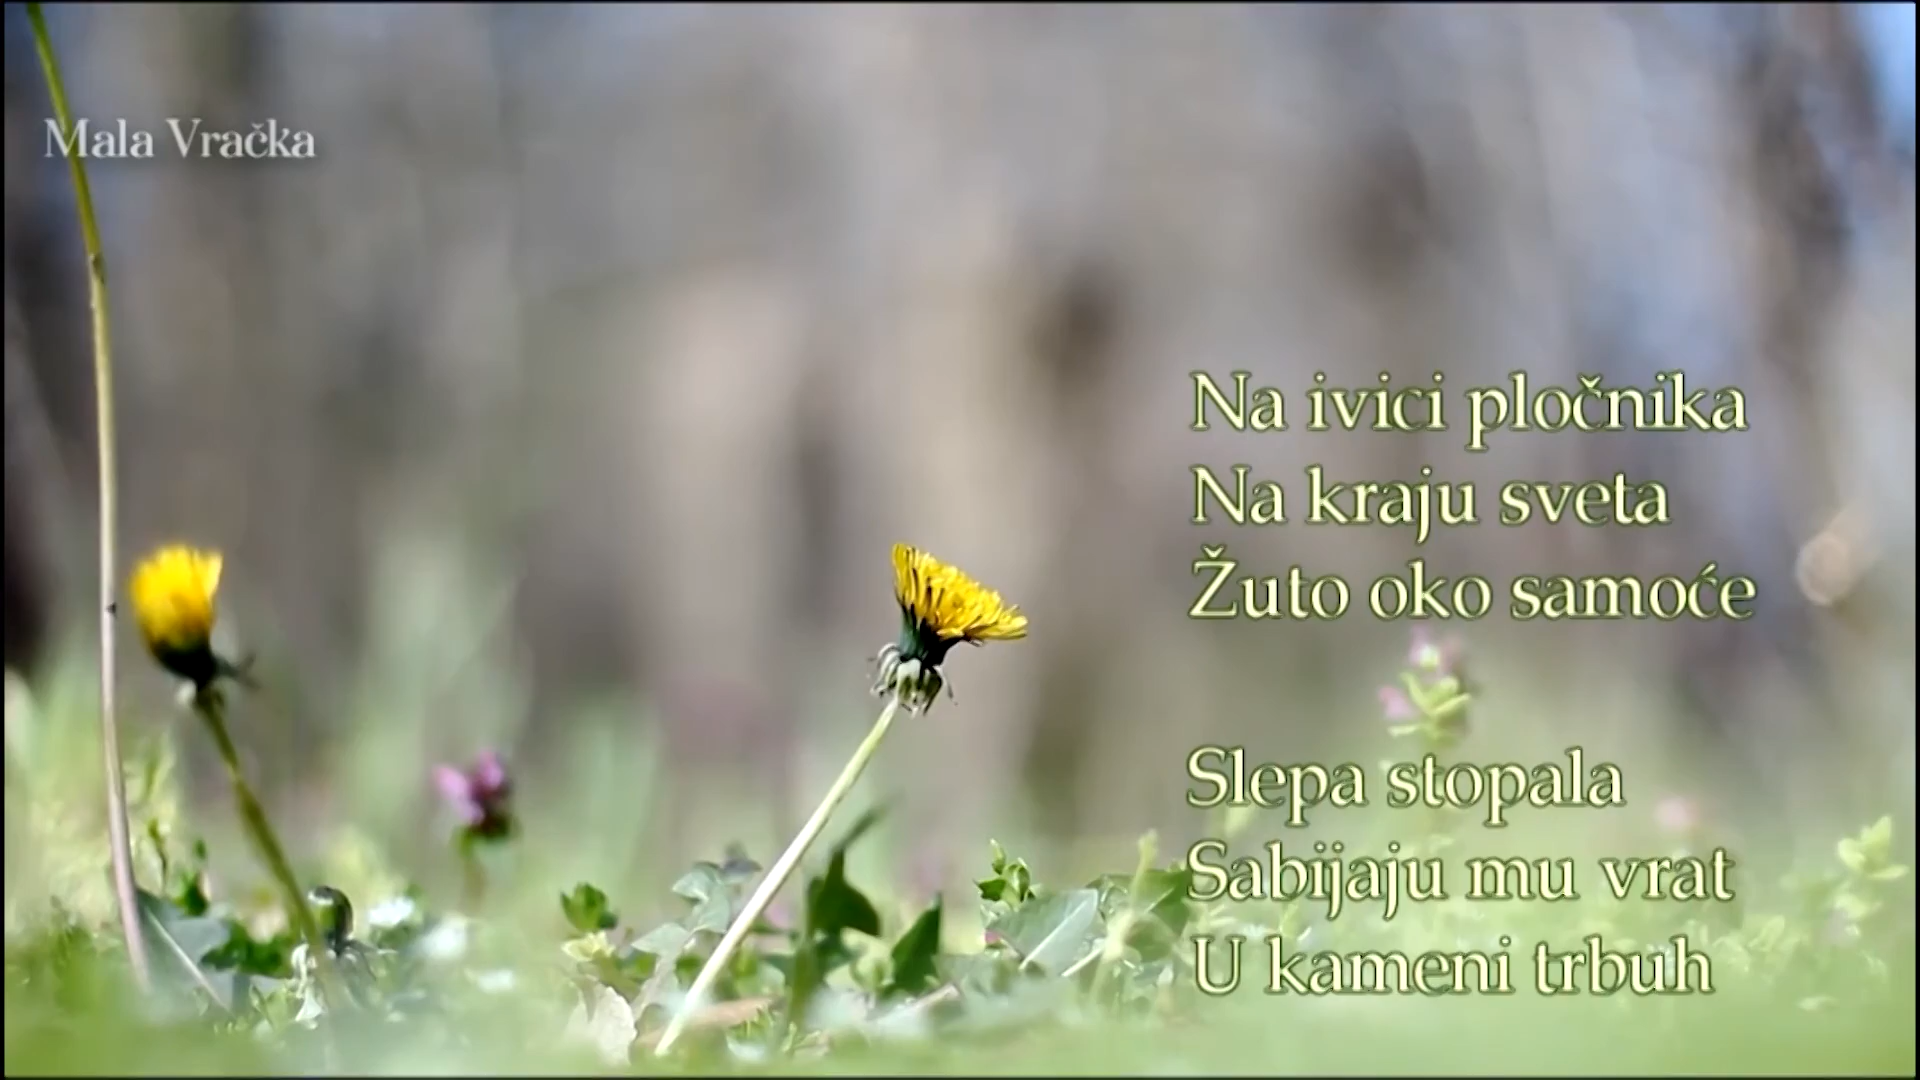 Mala Vračka
Na ivici pločnika
Na kraju sveta
Žuto oko samoće
Slepa stopala
Sabijaju mu vrat
U kameni trbuh